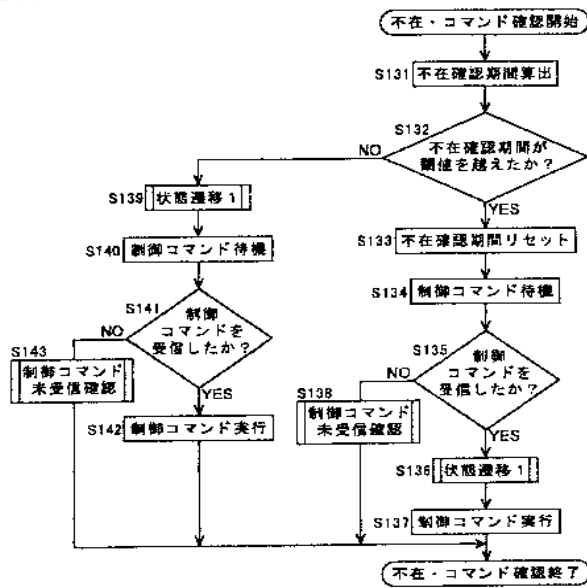 不在・コマンド確認開始
S131 不在確認期間算出
S132
不在確認期間が
閾値を越えたか?
NO
YES
S139 状態遷移1
S133 不在確認期間リセット
S140 制御コマンド待機
S134 制御コマンド待機
S141
制御
コマンドを
受信したか?
NO
YES
S143
制御コマンド
未受信確認
S135
制御
コマンドを
受信したか?
NO
YES
S138
制御コマンド
未受信確認
S142 制御コマンド実行
S136 状態遷移1
S137 制御コマンド実行
不在・コマンド確認終了